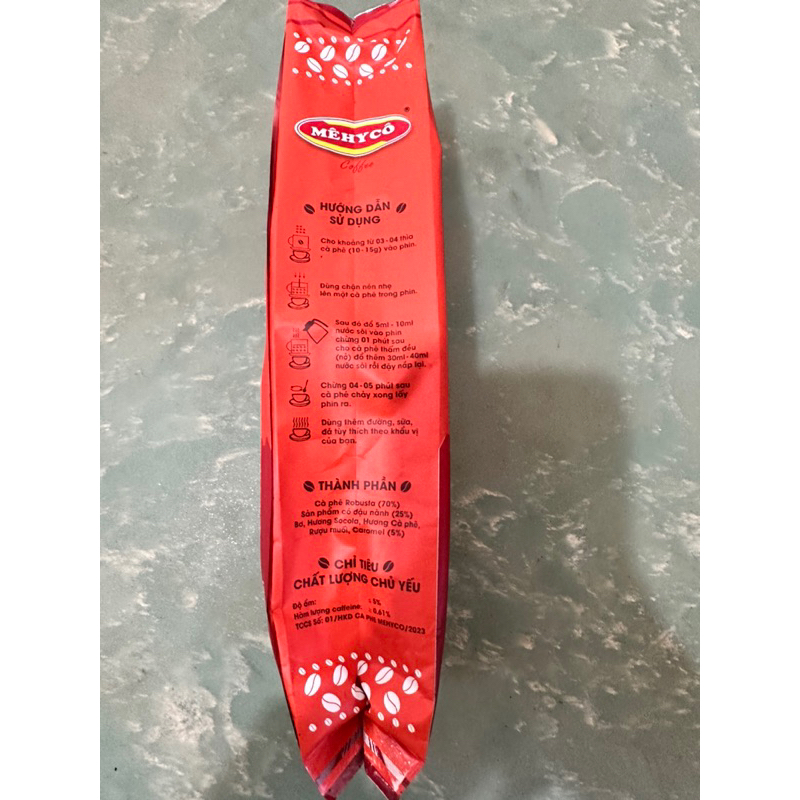 MÊHYCÔ
®
Coffee
HƯỚNG DẪN
SỬ DỤNG
Cho khoảng từ 03-04 thìa
cà phê (10-15g) vào phin.
Dùng chặn nén nhẹ
lên mặt cà phê trong phin.
Sau đó đổ 5ml-10ml
nước sôi vào phin
chừng 01 phút sau
cho cà phê thấm đều
(nở) đổ thêm 30ml-40ml
nước sôi rồi đậy nắp lại.
Chừng 04-05 phút sau
cà phê chảy xong lấy
phin ra.
Dùng thêm đường, sữa,
đá tùy thích theo khẩu vị
của bạn.
THÀNH PHẦN
Cà phê Robusta (70%)
Sản phẩm có đậu nành (25%)
Bơ, Hương Socola, Hương Cà phê,
Rượu muối, Caramel (5%)
CHỈ TIÊU
CHẤT LƯỢNG CHỦ YẾU
Độ ẩm: 5%
Hàm lượng caffeine: 0,61%
TCCS Số: 01/HKD CA PHE MEHYCO/2023